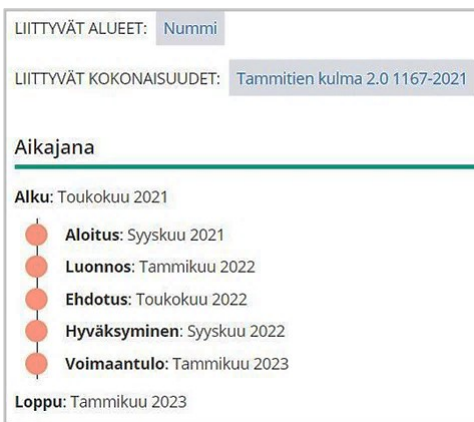 LIITTYVÄT ALUEET: Nummi
LIITTYVÄT KOKONAISUUDET: Tammitien kulma 2.0 1167-2021
Aikajana
Alku: Toukokuu 2021
Aloitus: Syyskuu 2021
Luonnos: Tammikuu 2022
Ehdotus: Toukokuu 2022
Hyväksyminen: Syyskuu 2022
Voimaantulo: Tammikuu 2023
Loppu: Tammikuu 2023